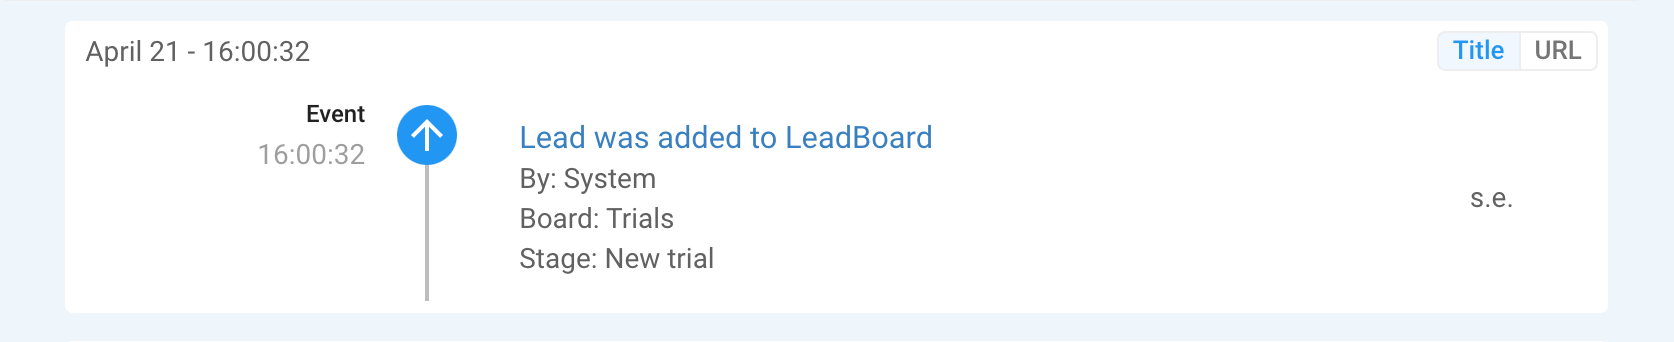 April 21 - 16:00:32
Title URL
Event
16:00:32
Lead was added to LeadBoard
By: System
Board: Trials
Stage: New trial
s.e.